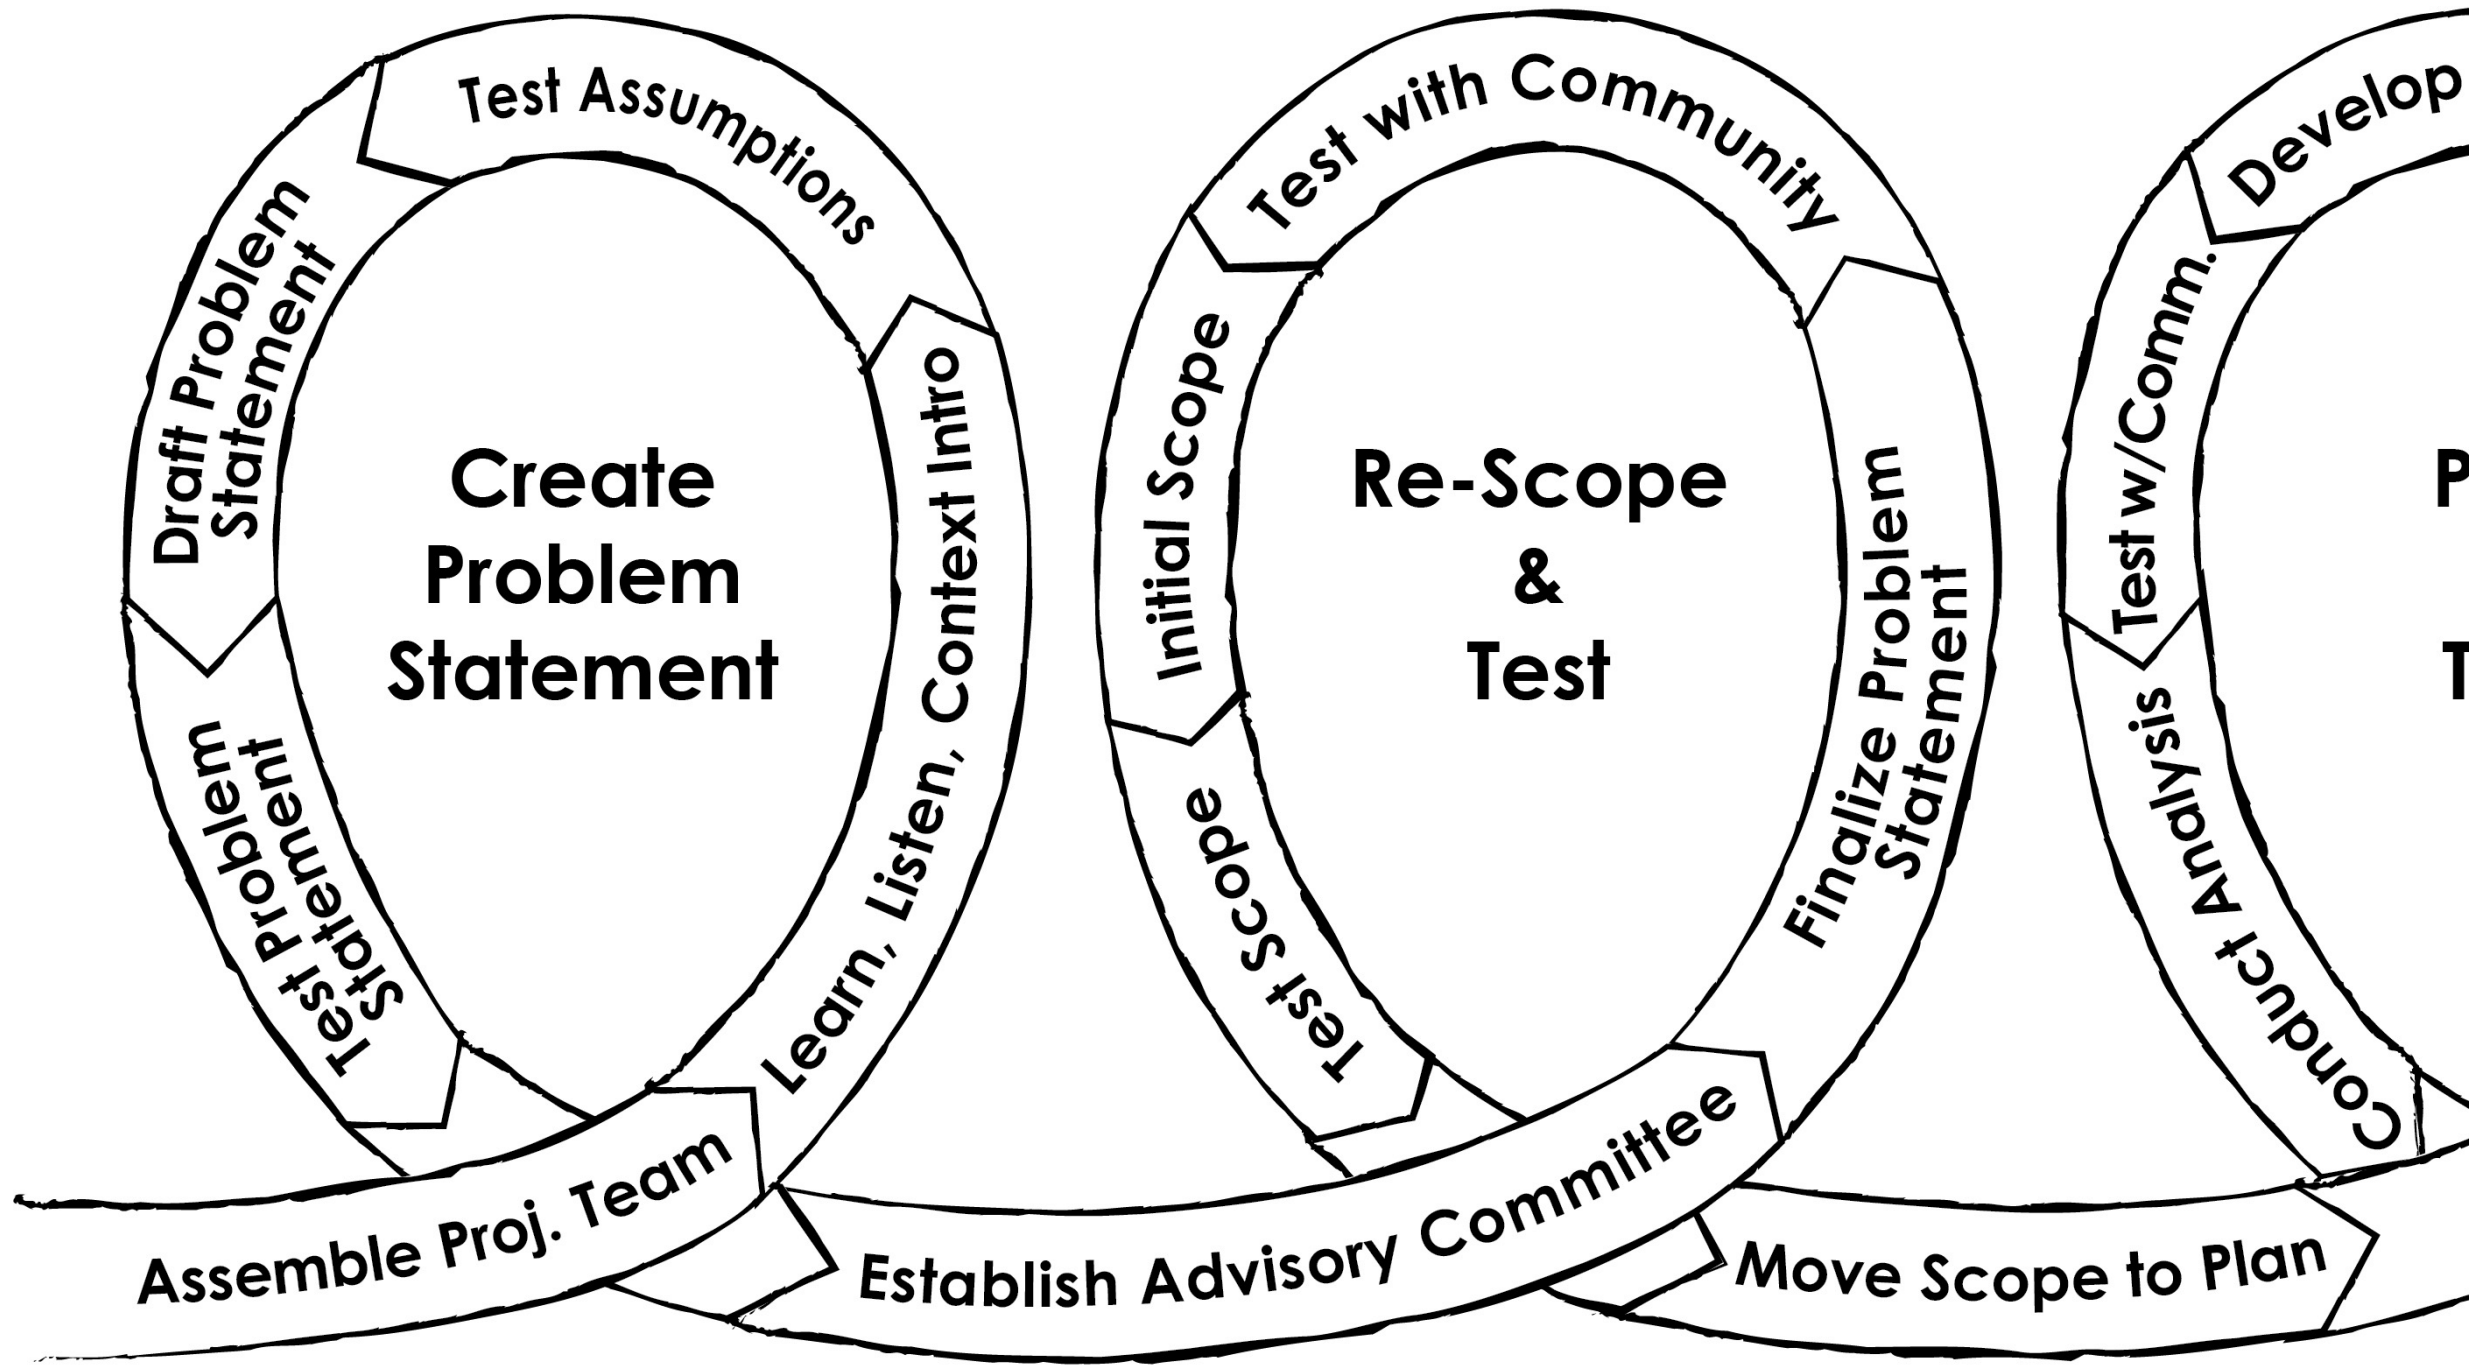 Assemble Proj. Team
Learn, Listen, Context Intro
Test Assumptions
Draft Problem
Statement
Test Problem
Statement
Create
Problem
Statement
Establish Advisory Committee
Finalize Problem
Statement
Test with Community
Initial Scope
Test Scope
Re-Scope
&
Test
Move Scope to Plan
Develop
Test w/Comm.
Conduct Analysis
P
T